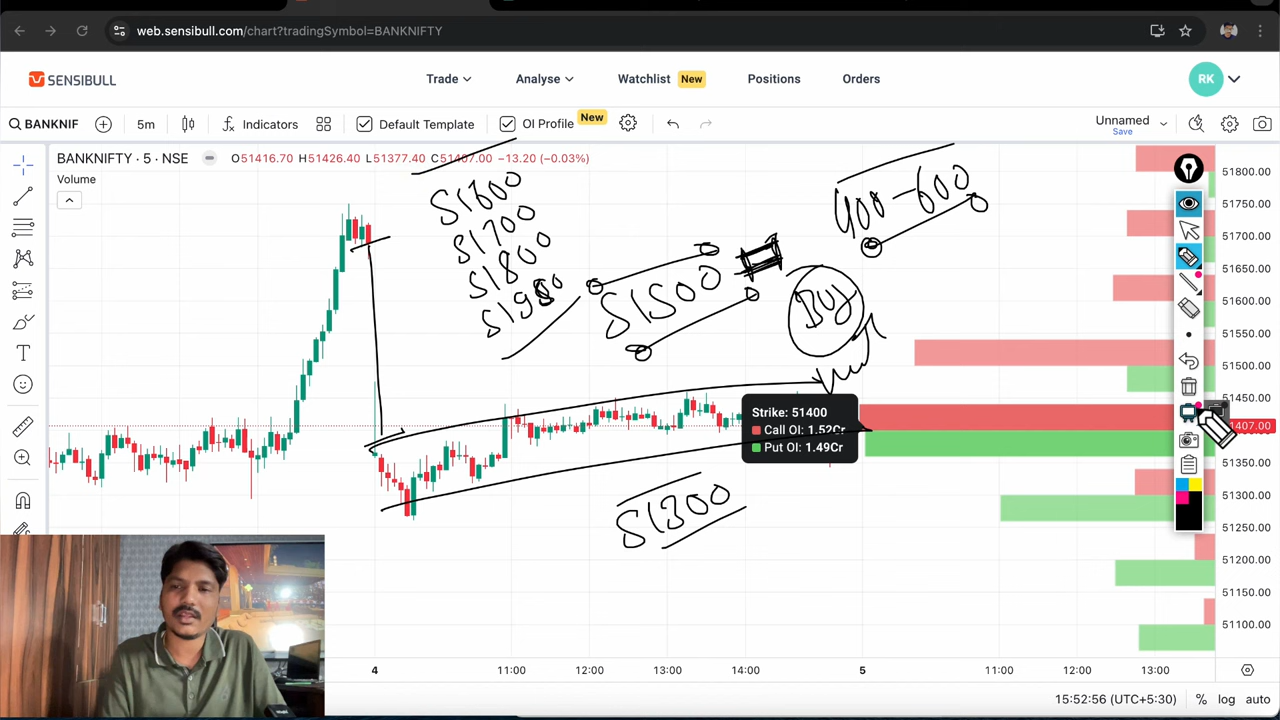 web.sensibull.com/chart?tradingSymbol=BANKNIFTY
SENSIBULL
Trade
Analyse
Watchlist New
Positions
Orders
RK
BANKNIF
5m
Indicators
Default Template
OI Profile New
Unnamed
Save
BANKNIFTY · 5 · NSE O51416.70 H51426.40 L51377.40 C51407.00 −13.20 (−0.03%)
Volume
51600
51700
51800
51980
51500
400-600
Buy
51300
Strike: 51400
Call OI: 1.52Cr
Put OI: 1.49Cr
51800.00
51750.00
51700.00
51650.00
51600.00
51550.00
51500.00
51450.00
1407.00
51350.00
51300.00
51250.00
51200.00
51150.00
51100.00
4 11:00 12:00 13:00 14:00 5 11:00 12:00 13:00
15:52:56 (UTC+5:30) % log auto